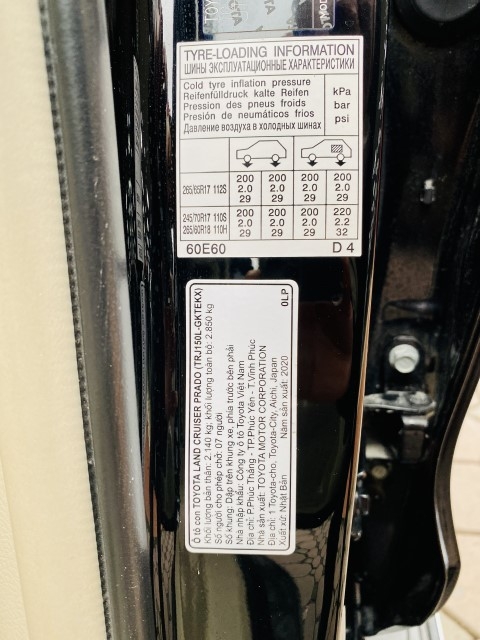 TOYOTA
TYRE-LOADING INFORMATION
ШИНЫ ЭКСПЛУАТАЦИОННЫЕ ХАРАКТЕРИСТИКИ
Cold tyre inflation pressure
Reifenfülldruck kalte Reifen
Pression des pneus froids
Presión de neumáticos frios
Давление воздуха в холодных шинах
kPa
bar
psi
265/65R17 112S
200 200 200 200
2.0 2.0 2.0 2.0
29 29 29 29
245/70R17 110S
265/60R18 110H
200 200 200 220
2.0 2.0 2.0 2.2
29 29 29 32
60E60 D 4
Ô tô con TOYOTA LAND CRUISER PRADO (TRJ150L-GKTEKX)
Khối lượng bản thân: 2.140 kg; khối lượng toàn bộ: 2.850 kg
Số người cho phép chở: 07 người
Số khung: Dập trên khung xe, phía trước bên phải
Nhà nhập khẩu: Công ty ô tô Toyota Việt Nam
Địa chỉ: P.Phúc Thắng - TP.Phúc Yên - T.Vĩnh Phúc
Nhà sản xuất: TOYOTA MOTOR CORPORATION
Địa chỉ: 1 Toyota-cho, Toyota-City, Aichi, Japan
Xuất xứ: Nhật Bản Năm sản xuất: 2020
0LP